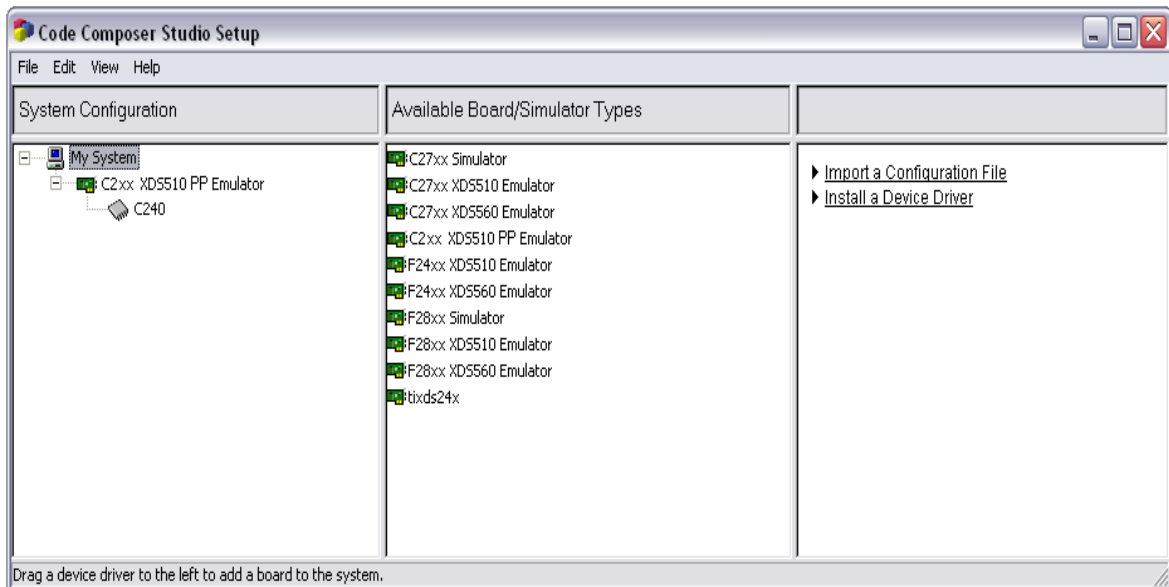 Code Composer Studio Setup
File Edit View Help
System Configuration
Available Board/Simulator Types
My System
C2xx XDS510 PP Emulator
C240
C27xx Simulator
C27xx XDS510 Emulator
C27xx XDS560 Emulator
C2xx XDS510 PP Emulator
F24xx XDS510 Emulator
F24xx XDS560 Emulator
F28xx Simulator
F28xx XDS510 Emulator
F28xx XDS560 Emulator
tixds24x
Import a Configuration File
Install a Device Driver
Drag a device driver to the left to add a board to the system.